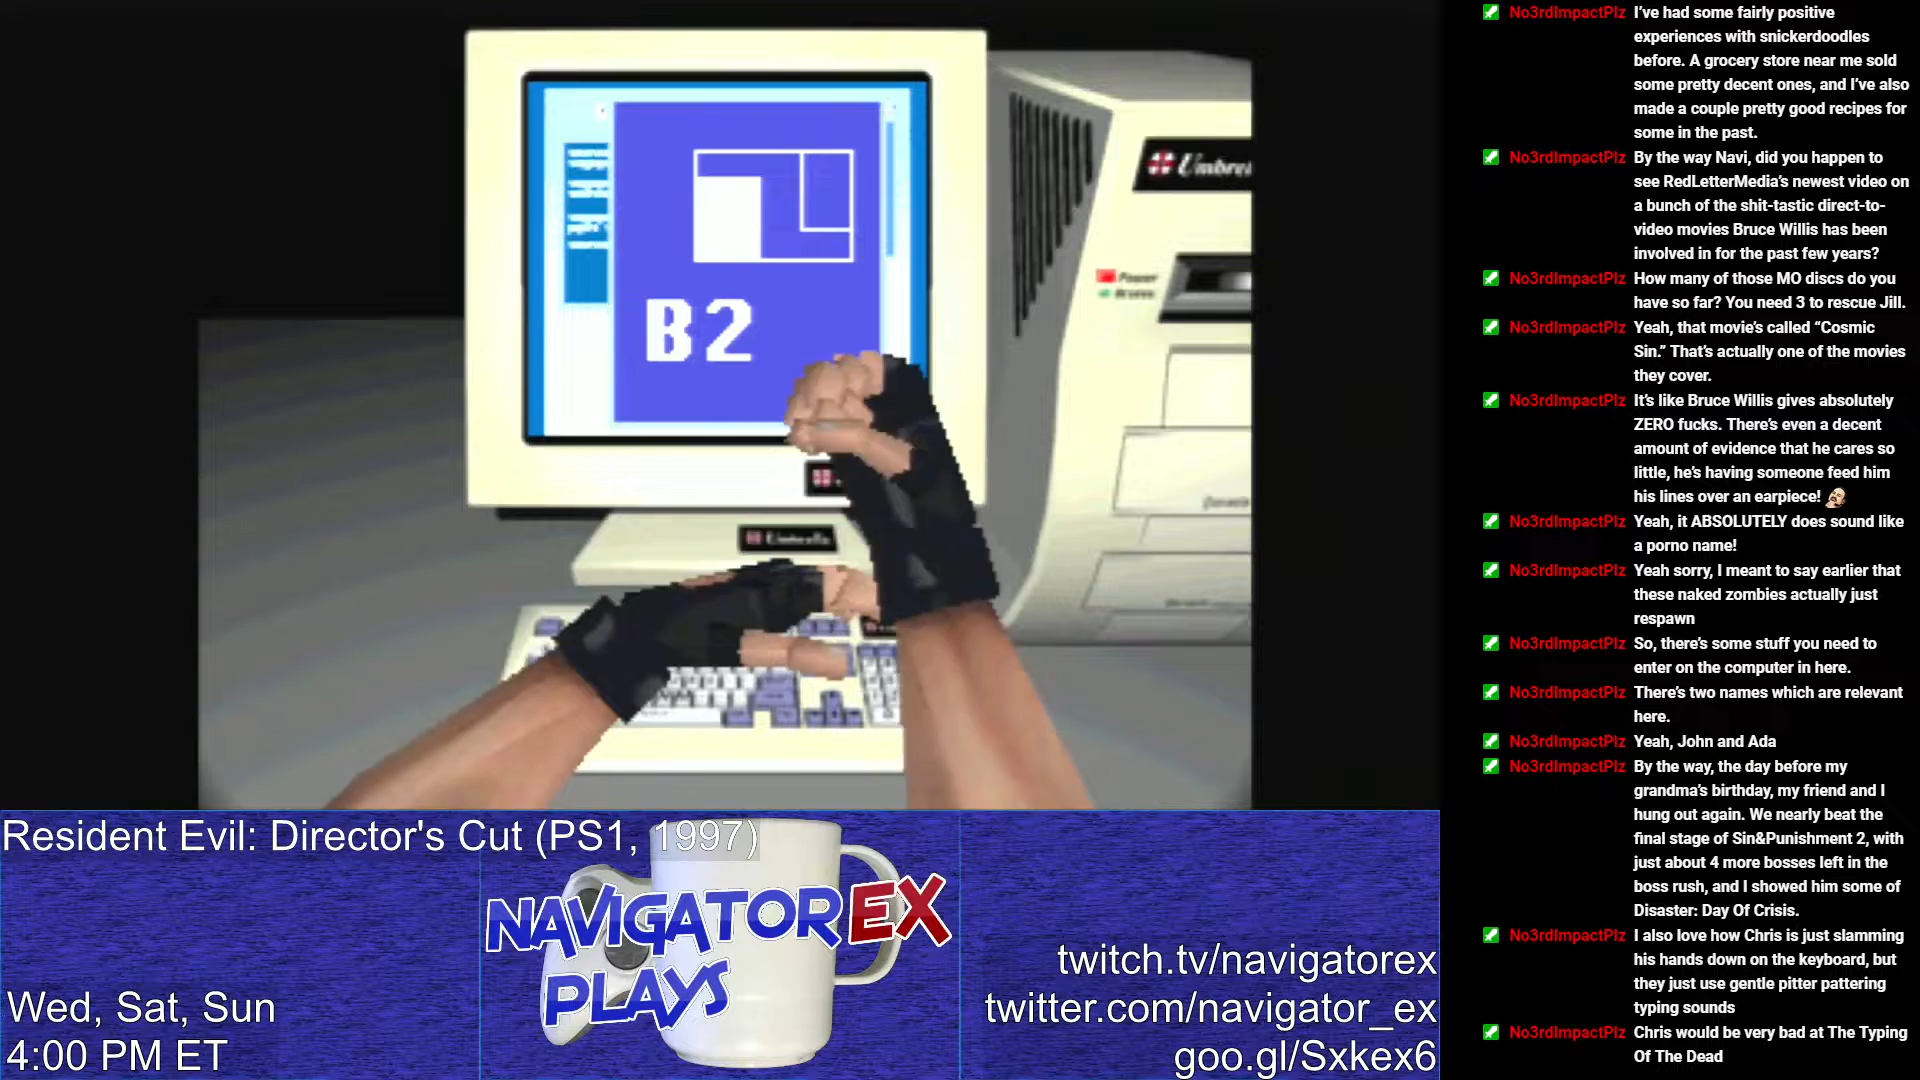 B2
Umbrel
Power
Umbrella
Resident Evil: Director's Cut (PS1, 1997)
NAVIGATOR EX
PLAYS
Wed, Sat, Sun
4:00 PM ET
twitch.tv/navigatorex
twitter.com/navigator_ex
goo.gl/Sxkex6
No3rdImpactPlz I’ve had some fairly positive
experiences with snickerdoodles
before. A grocery store near me sold
some pretty decent ones, and I’ve also
made a couple pretty good recipes for
some in the past.
No3rdImpactPlz By the way Navi, did you happen to
see RedLetterMedia’s newest video on
a bunch of the shit-tastic direct-to-
video movies Bruce Willis has been
involved in for the past few years?
No3rdImpactPlz How many of those MO discs do you
have so far? You need 3 to rescue Jill.
No3rdImpactPlz Yeah, that movie’s called “Cosmic
Sin.” That’s actually one of the movies
they cover.
No3rdImpactPlz It’s like Bruce Willis gives absolutely
ZERO fucks. There’s even a decent
amount of evidence that he cares so
little, he’s having someone feed him
his lines over an earpiece!
No3rdImpactPlz Yeah, it ABSOLUTELY does sound like
a porno name!
No3rdImpactPlz Yeah sorry, I meant to say earlier that
these naked zombies actually just
respawn
No3rdImpactPlz So, there’s some stuff you need to
enter on the computer in here.
No3rdImpactPlz There’s two names which are relevant
here.
No3rdImpactPlz Yeah, John and Ada
No3rdImpactPlz By the way, the day before my
grandma’s birthday, my friend and I
hung out again. We nearly beat the
final stage of Sin&Punishment 2, with
just about 4 more bosses left in the
boss rush, and I showed him some of
Disaster: Day Of Crisis.
No3rdImpactPlz I also love how Chris is just slamming
his hands down on the keyboard, but
they just use gentle pitter pattering
typing sounds
No3rdImpactPlz Chris would be very bad at The Typing
Of The Dead